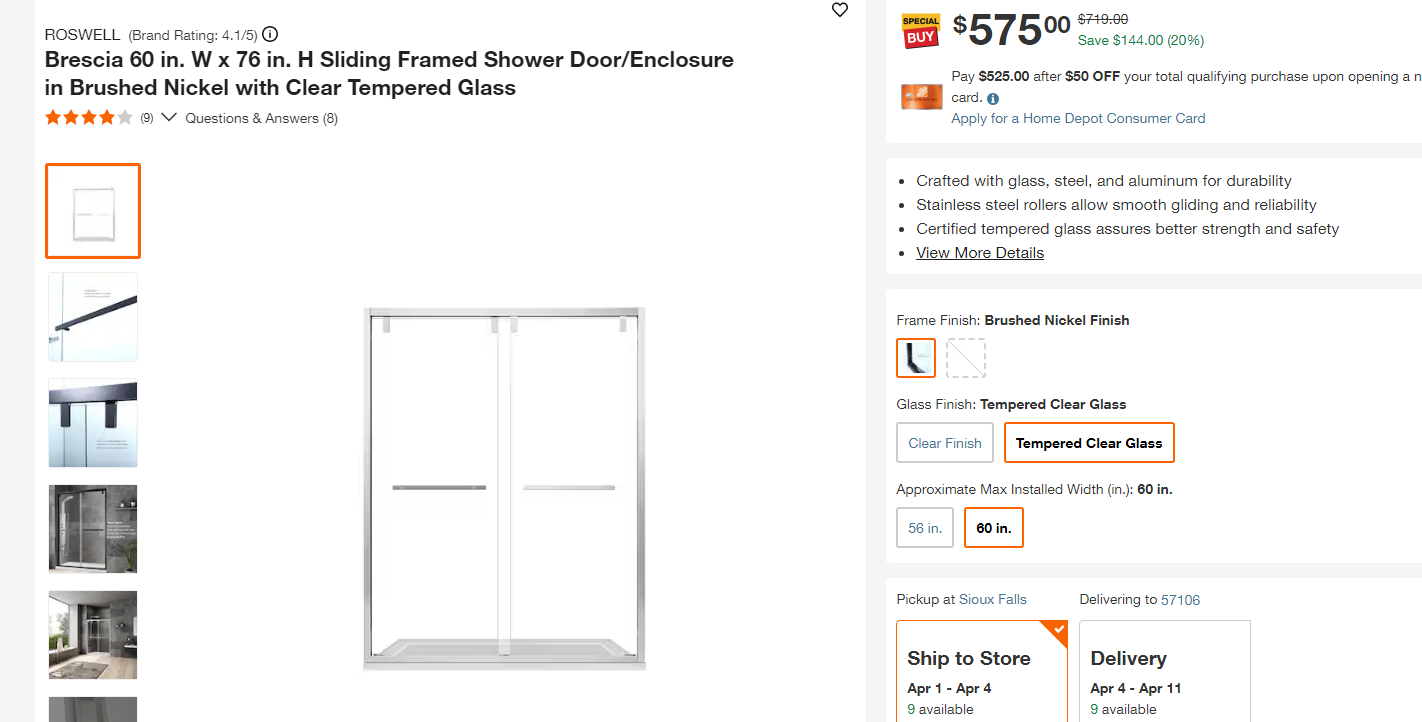 ROSWELL (Brand Rating: 4.1/5)
Brescia 60 in. W x 76 in. H Sliding Framed Shower Door/Enclosure
in Brushed Nickel with Clear Tempered Glass
(9) Questions & Answers (8)
SPECIAL
BUY
$57500 $719.00
Save $144.00 (20%)
Pay $525.00 after $50 OFF your total qualifying purchase upon opening a n
card.
Apply for a Home Depot Consumer Card
Crafted with glass, steel, and aluminum for durability
Stainless steel rollers allow smooth gliding and reliability
Certified tempered glass assures better strength and safety
View More Details
Frame Finish: Brushed Nickel Finish
Glass Finish: Tempered Clear Glass
Clear Finish
Tempered Clear Glass
Approximate Max Installed Width (in.): 60 in.
56 in.
60 in.
Pickup at Sioux Falls
Delivering to 57106
Ship to Store
Apr 1 - Apr 4
9 available
Delivery
Apr 4 - Apr 11
9 available